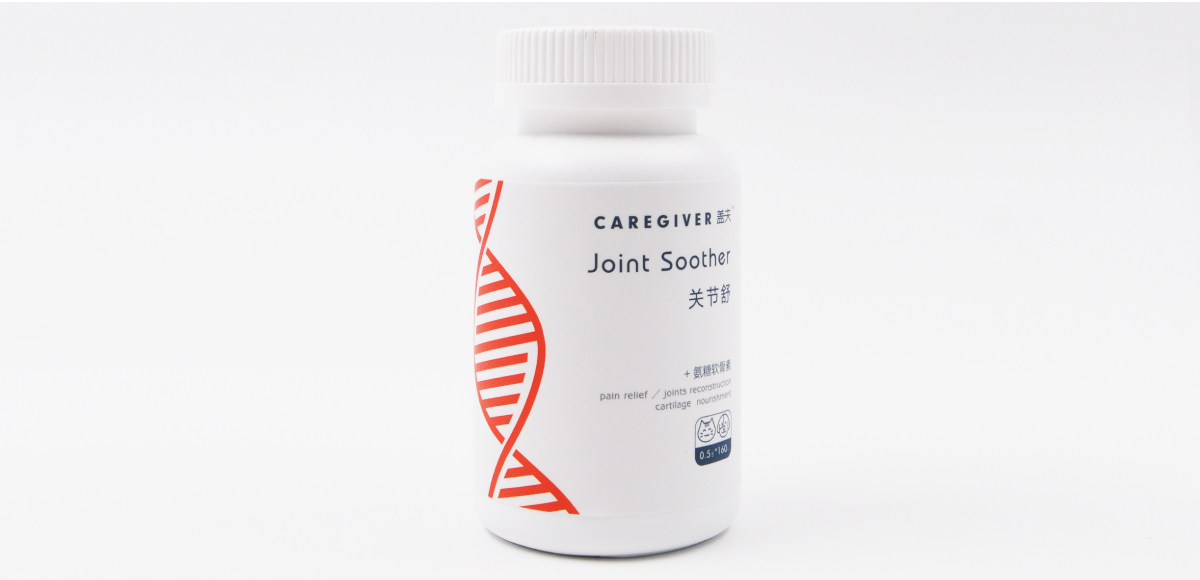 CAREGIVER 盖夫
Joint Soother
关节舒
+ 氨糖软骨素
pain relief / joints reconstruction
cartilage nourishment
0.5g*160